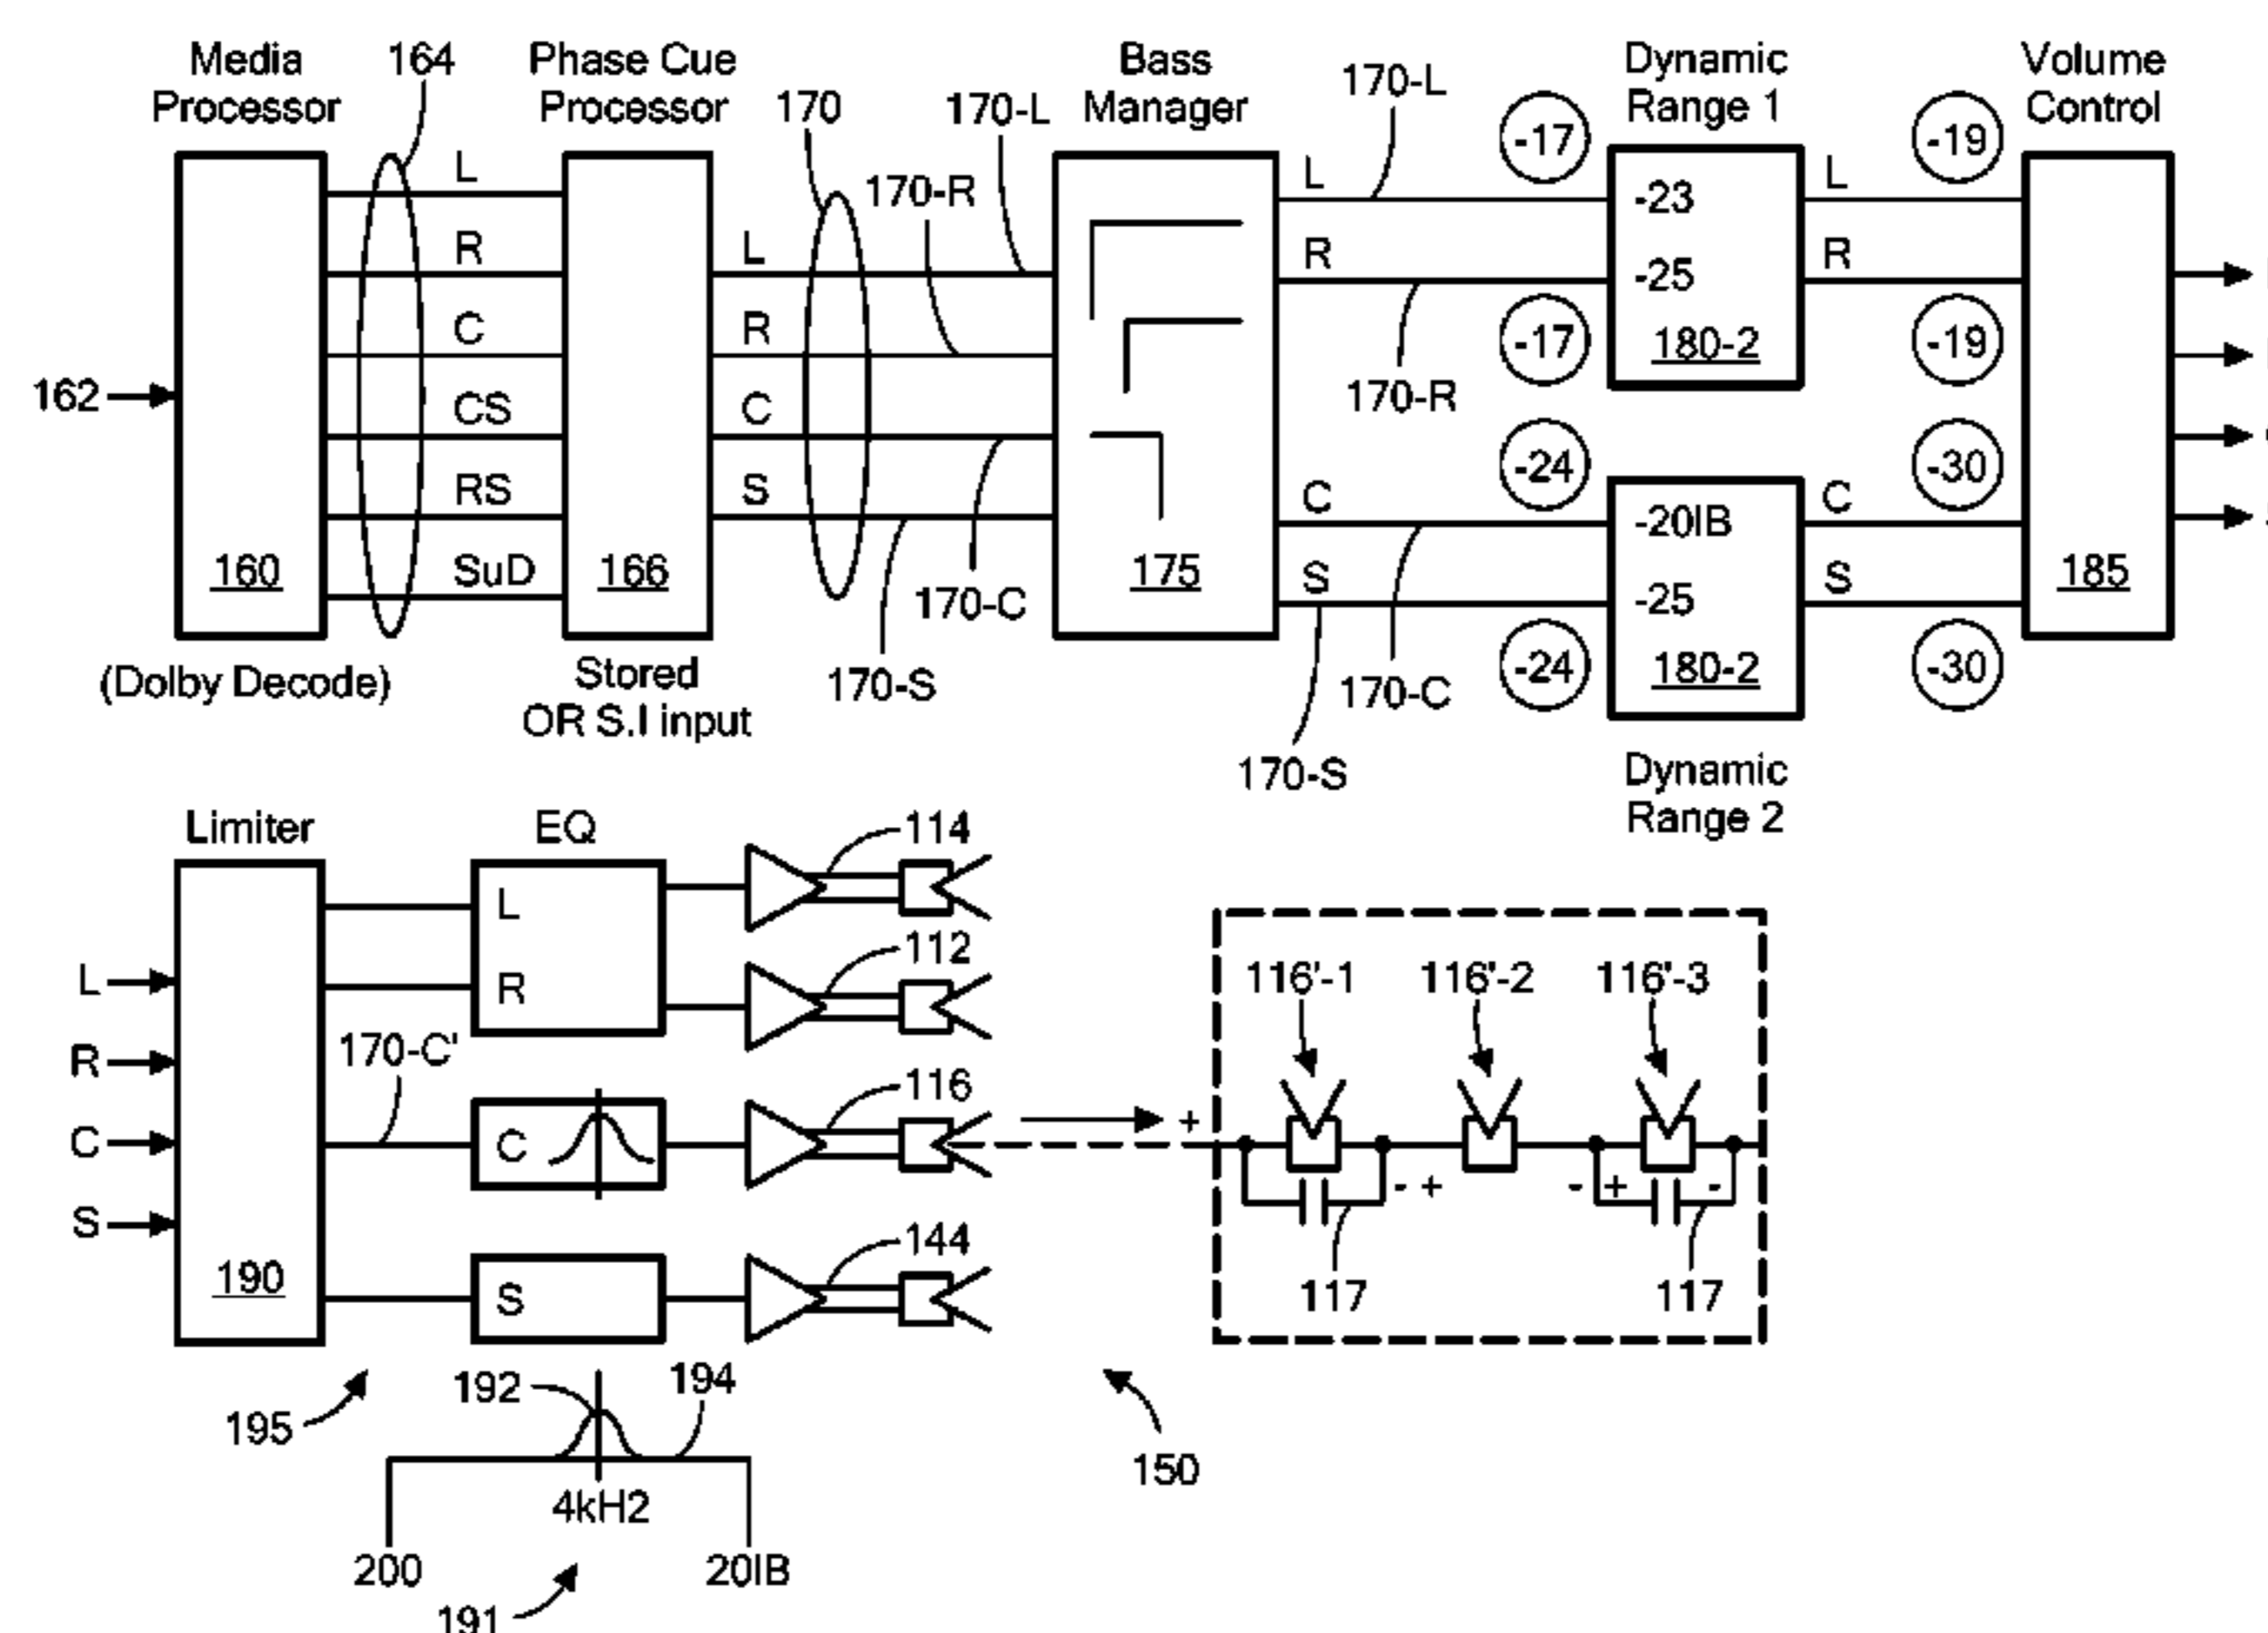 Media
Processor
164
Phase Cue
Processor
170
170-L
170-R
Bass
Manager
170-L
-17
Dynamic
Range 1
-19
Volume
Control
L
R
C
CS
RS
SuD
162
160
(Dolby Decode)
166
Stored
OR S.I input
L
R
C
S
170-C
170-S
175
L
R
C
S
170-R
-17
-24
-24
170-C
170-S
-23
-25
180-2
-20IB
-25
180-2
Dynamic
Range 2
L
R
-19
-30
C
S
-30
185
Limiter
EQ
L
R
C
S
190
170-C'
L
R
C
S
114
112
116
144
+
116'-1
116'-2
116'-3
- +
- +
-
117
117
195
192
194
4kH2
200
20IB
191
150